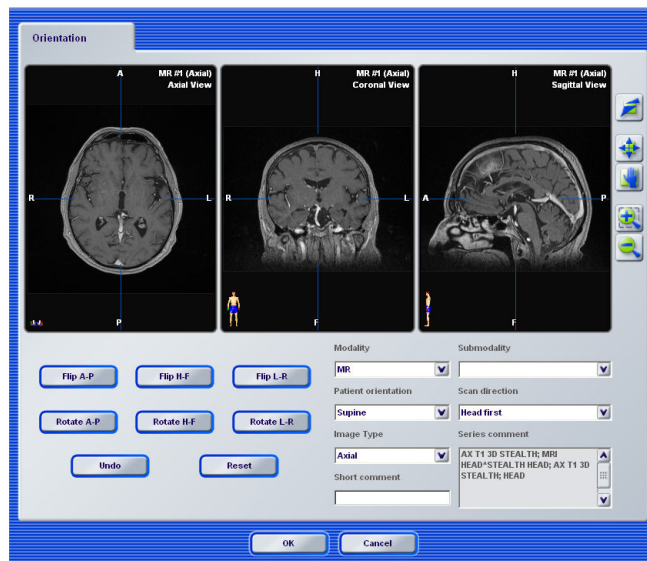 Orientation
A
MR #1 (Axial)
Axial View
R
L
P
H
MR #1 (Axial)
Coronal View
R
L
F
H
MR #1 (Axial)
Sagittal View
A
P
F
Flip A-P
Flip H-F
Flip L-R
Rotate A-P
Rotate H-F
Rotate L-R
Undo
Reset
Modality
Submodality
MR
Patient orientation
Scan direction
Supine
Head first
Image Type
Series comment
Axial
AX T1 3D STEALTH; MRI
HEAD^STEALTH HEAD; AX T1 3D
STEALTH; HEAD
Short comment
OK
Cancel